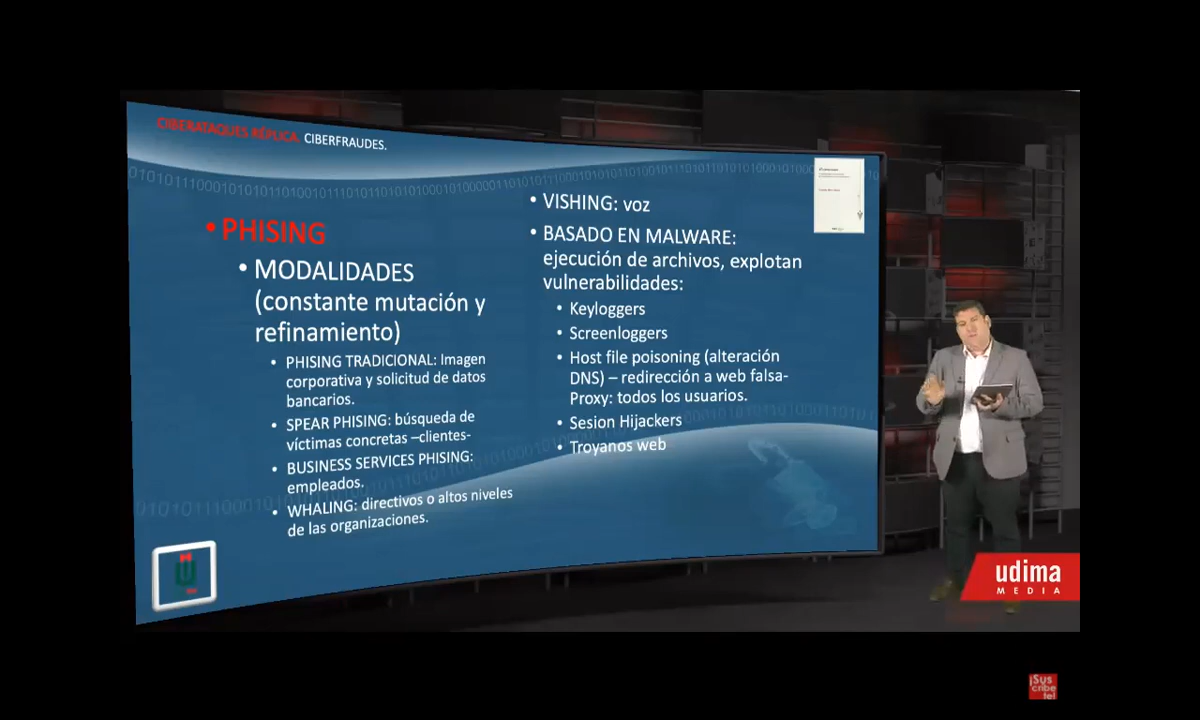 CIBERATAQUES RÉPLICA. CIBERFRAUDES.
• PHISING
• MODALIDADES
(constante mutación y
refinamiento)
• PHISING TRADICIONAL: Imagen
corporativa y solicitud de datos
bancarios.
• SPEAR PHISING: búsqueda de
víctimas concretas –clientes-
• BUSINESS SERVICES PHISING:
empleados.
• WHALING: directivos o altos niveles
de las organizaciones.
• VISHING: voz
• BASADO EN MALWARE:
ejecución de archivos, explotan
vulnerabilidades:
• Keyloggers
• Screenloggers
• Host file poisoning (alteración
DNS) – redirección a web falsa-
Proxy: todos los usuarios.
• Sesion Hijackers
• Troyanos web
udima
MEDIA
¡Sus
cribe
te!